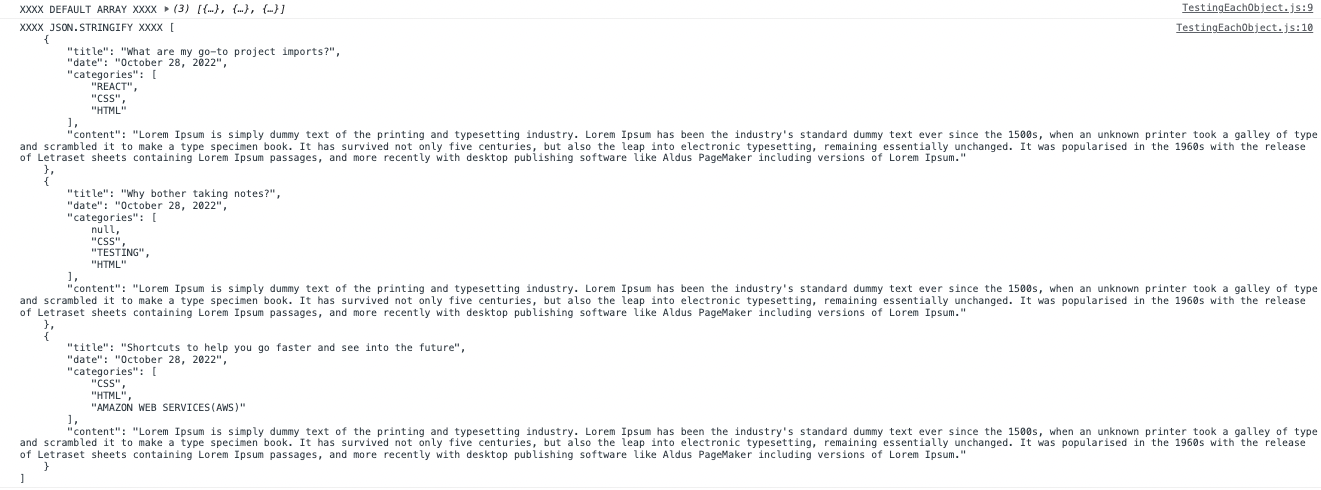 XXXX DEFAULT ARRAY XXXX ▶ (3) [{…}, {…}, {…}] TestingEachObject.js:9
XXXX JSON.STRINGIFY XXXX [ TestingEachObject.js:10
    {
        "title": "What are my go-to project imports?",
        "date": "October 28, 2022",
        "categories": [
            "REACT",
            "CSS",
            "HTML"
        ],
        "content": "Lorem Ipsum is simply dummy text of the printing and typesetting industry. Lorem Ipsum has been the industry's standard dummy text ever since the 1500s, when an unknown printer took a galley of type
and scrambled it to make a type specimen book. It has survived not only five centuries, but also the leap into electronic typesetting, remaining essentially unchanged. It was popularised in the 1960s with the release
of Letraset sheets containing Lorem Ipsum passages, and more recently with desktop publishing software like Aldus PageMaker including versions of Lorem Ipsum."
    },
    {
        "title": "Why bother taking notes?",
        "date": "October 28, 2022",
        "categories": [
            null,
            "CSS",
            "TESTING",
            "HTML"
        ],
        "content": "Lorem Ipsum is simply dummy text of the printing and typesetting industry. Lorem Ipsum has been the industry's standard dummy text ever since the 1500s, when an unknown printer took a galley of type
and scrambled it to make a type specimen book. It has survived not only five centuries, but also the leap into electronic typesetting, remaining essentially unchanged. It was popularised in the 1960s with the release
of Letraset sheets containing Lorem Ipsum passages, and more recently with desktop publishing software like Aldus PageMaker including versions of Lorem Ipsum."
    },
    {
        "title": "Shortcuts to help you go faster and see into the future",
        "date": "October 28, 2022",
        "categories": [
            "CSS",
            "HTML",
            "AMAZON WEB SERVICES(AWS)"
        ],
        "content": "Lorem Ipsum is simply dummy text of the printing and typesetting industry. Lorem Ipsum has been the industry's standard dummy text ever since the 1500s, when an unknown printer took a galley of type
and scrambled it to make a type specimen book. It has survived not only five centuries, but also the leap into electronic typesetting, remaining essentially unchanged. It was popularised in the 1960s with the release
of Letraset sheets containing Lorem Ipsum passages, and more recently with desktop publishing software like Aldus PageMaker including versions of Lorem Ipsum."
    }
]